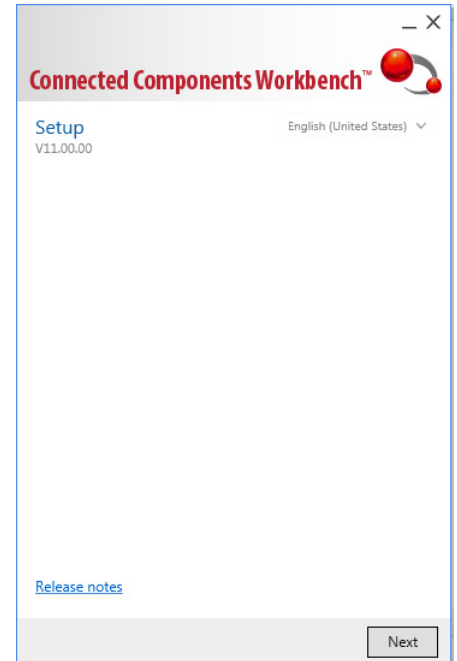 Connected Components Workbench™
Setup
English (United States)
V11.00.00
Release notes
Next